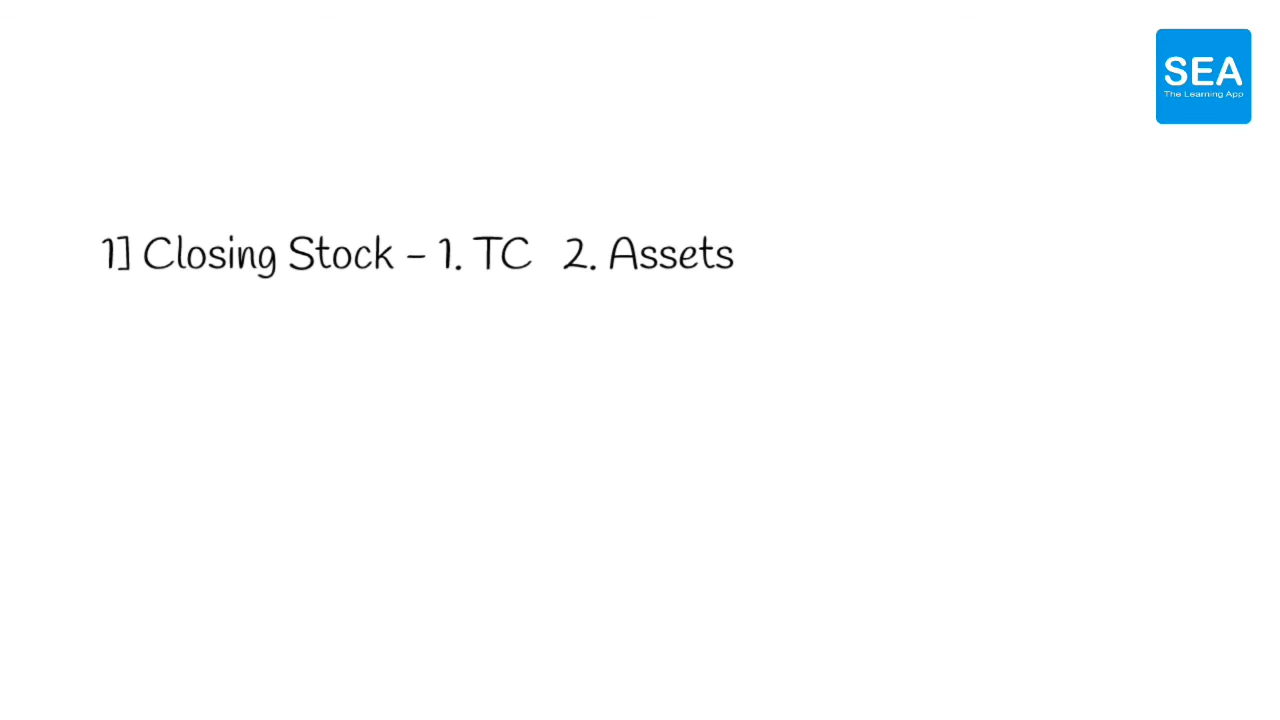 SEA
The Learning App
1] Closing Stock - 1. TC 2. Assets